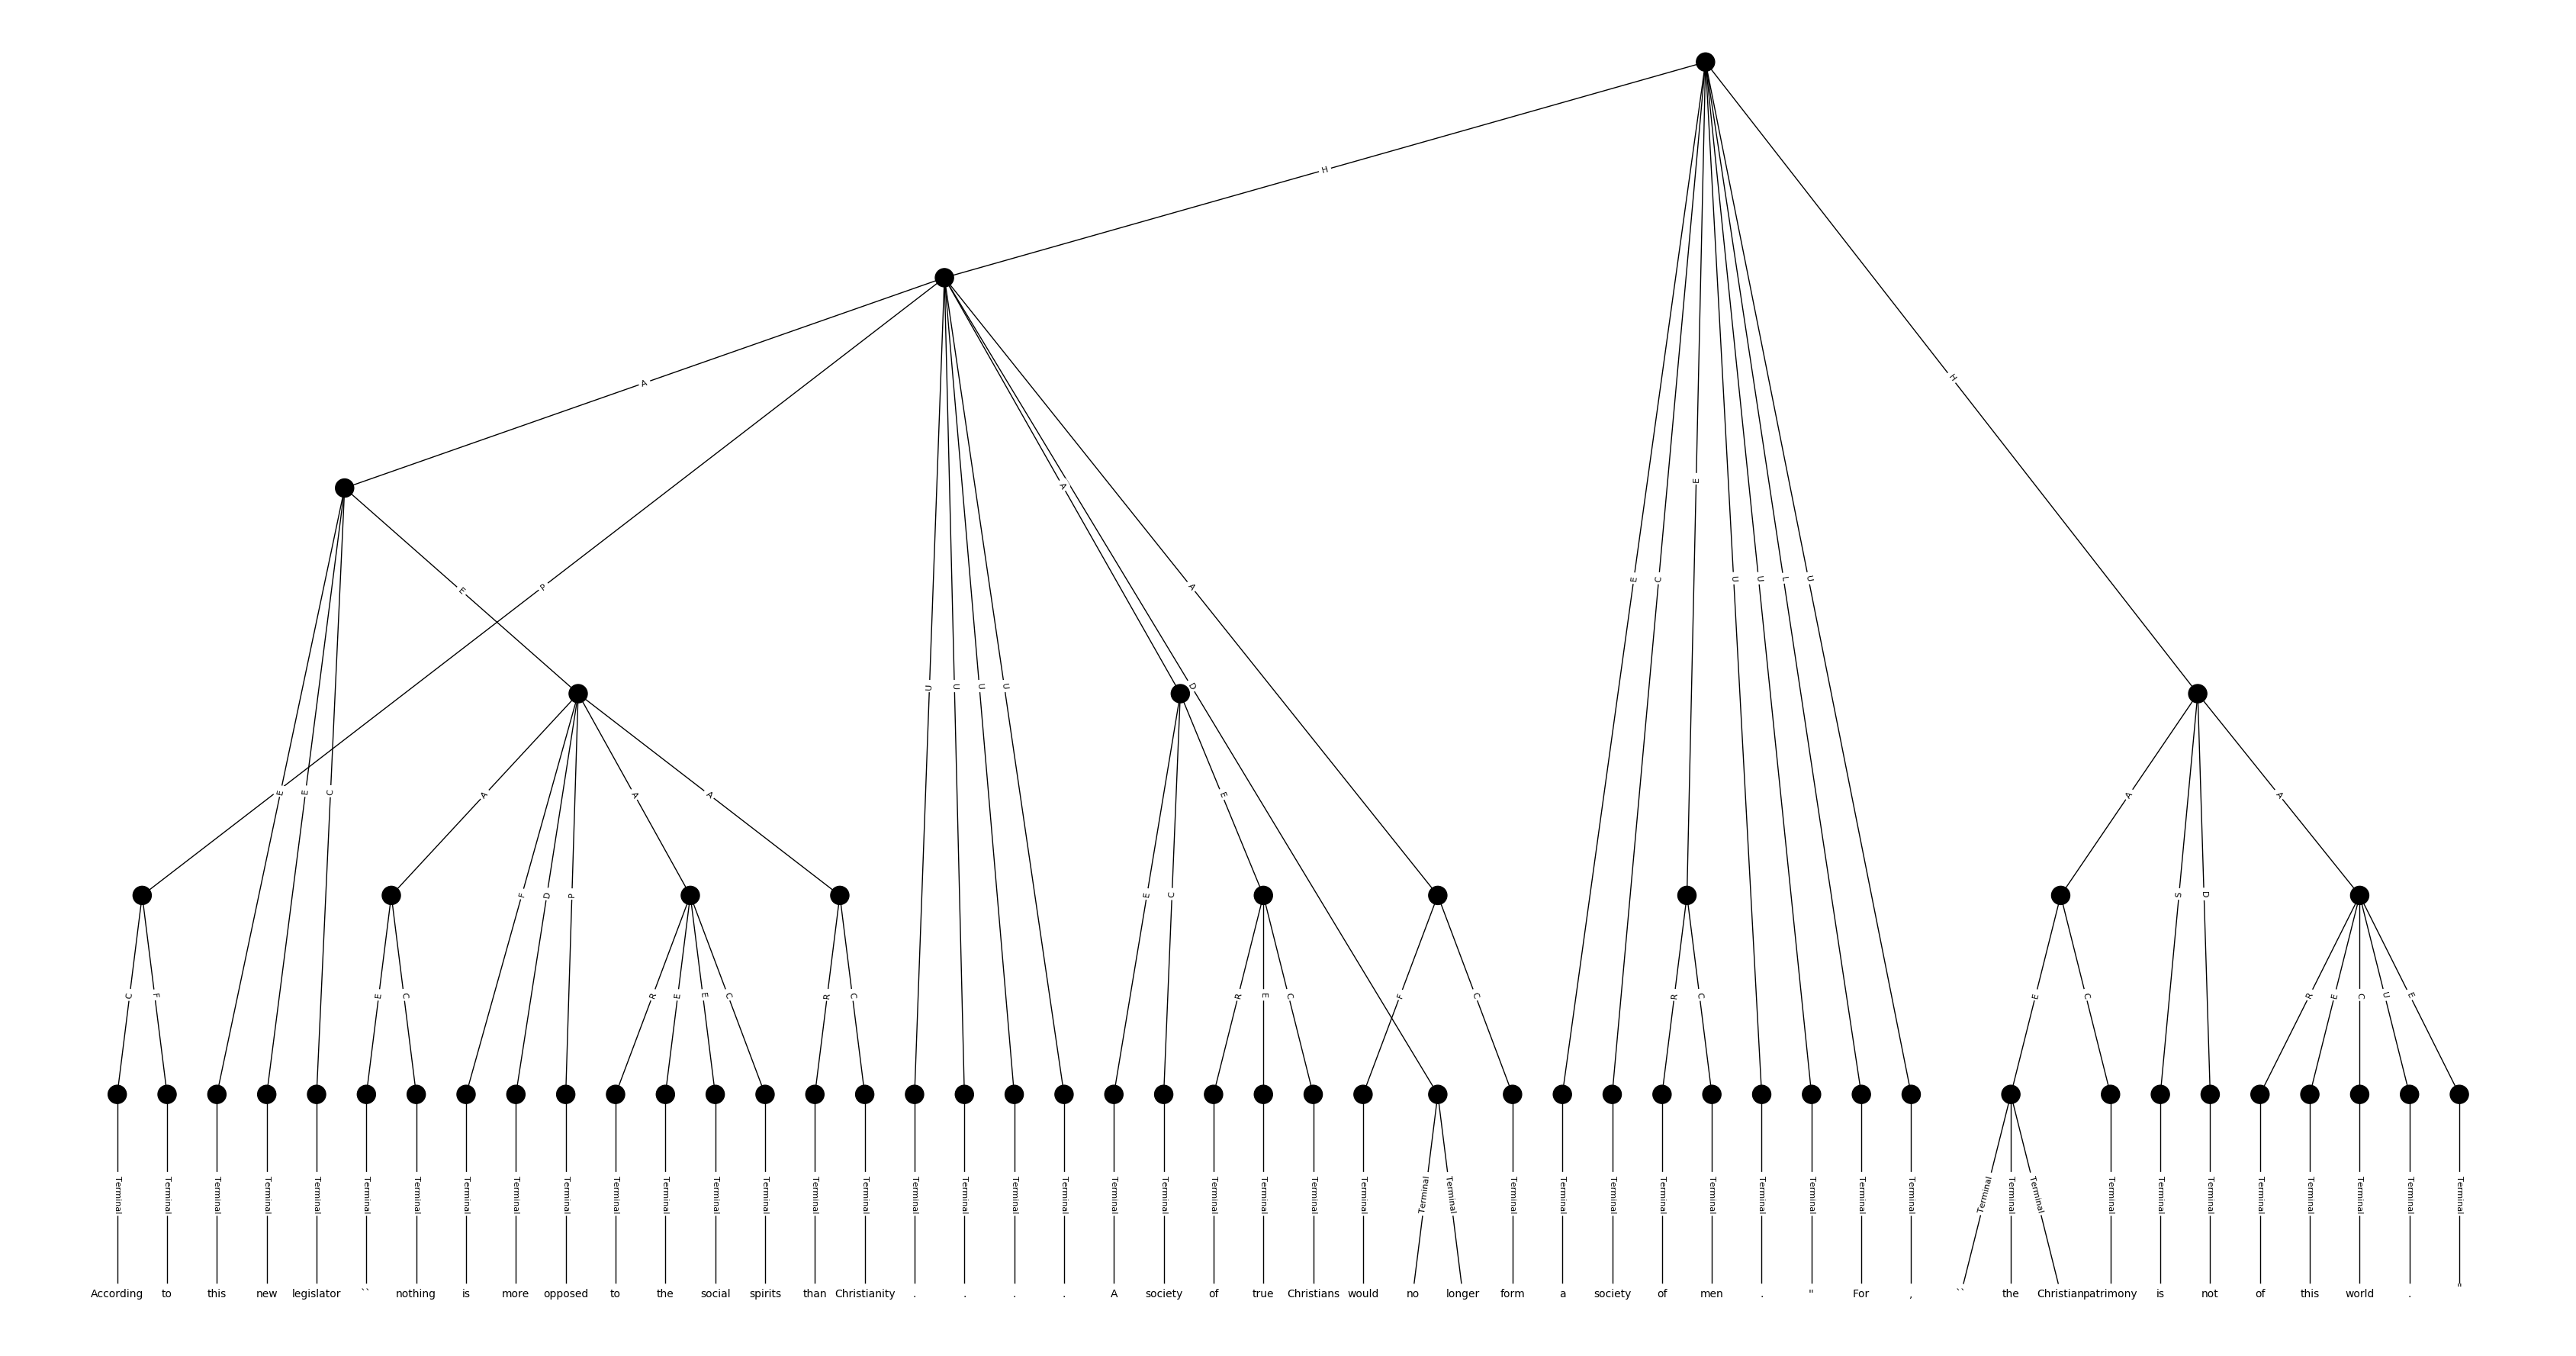 H
A
H
E
A
E
P
A
E
C
U
U
L
U
U
U
U
U
D
E
E
C
A
A
A
E
A
A
F
D
P
E
C
S
D
C
F
E
C
R
E
E
C
R
C
R
E
C
F
C
R
C
E
C
R
E
C
U
E
Terminal Terminal Terminal Terminal Terminal Terminal Terminal Terminal Terminal Terminal Terminal Terminal Terminal Terminal Terminal Terminal Terminal Terminal Terminal Terminal Terminal Terminal Terminal Terminal Terminal Terminal Terminal Terminal Terminal Terminal Terminal Terminal Terminal Terminal Terminal Terminal Terminal Terminal Terminal Terminal Terminal Terminal Terminal Terminal Terminal Terminal Terminal Terminal
According to this new legislator `` nothing is more opposed to the social spirits than Christianity . . . . A society of true Christians would no longer form a society of men . " For , `` the Christian patrimony is not of this world . "